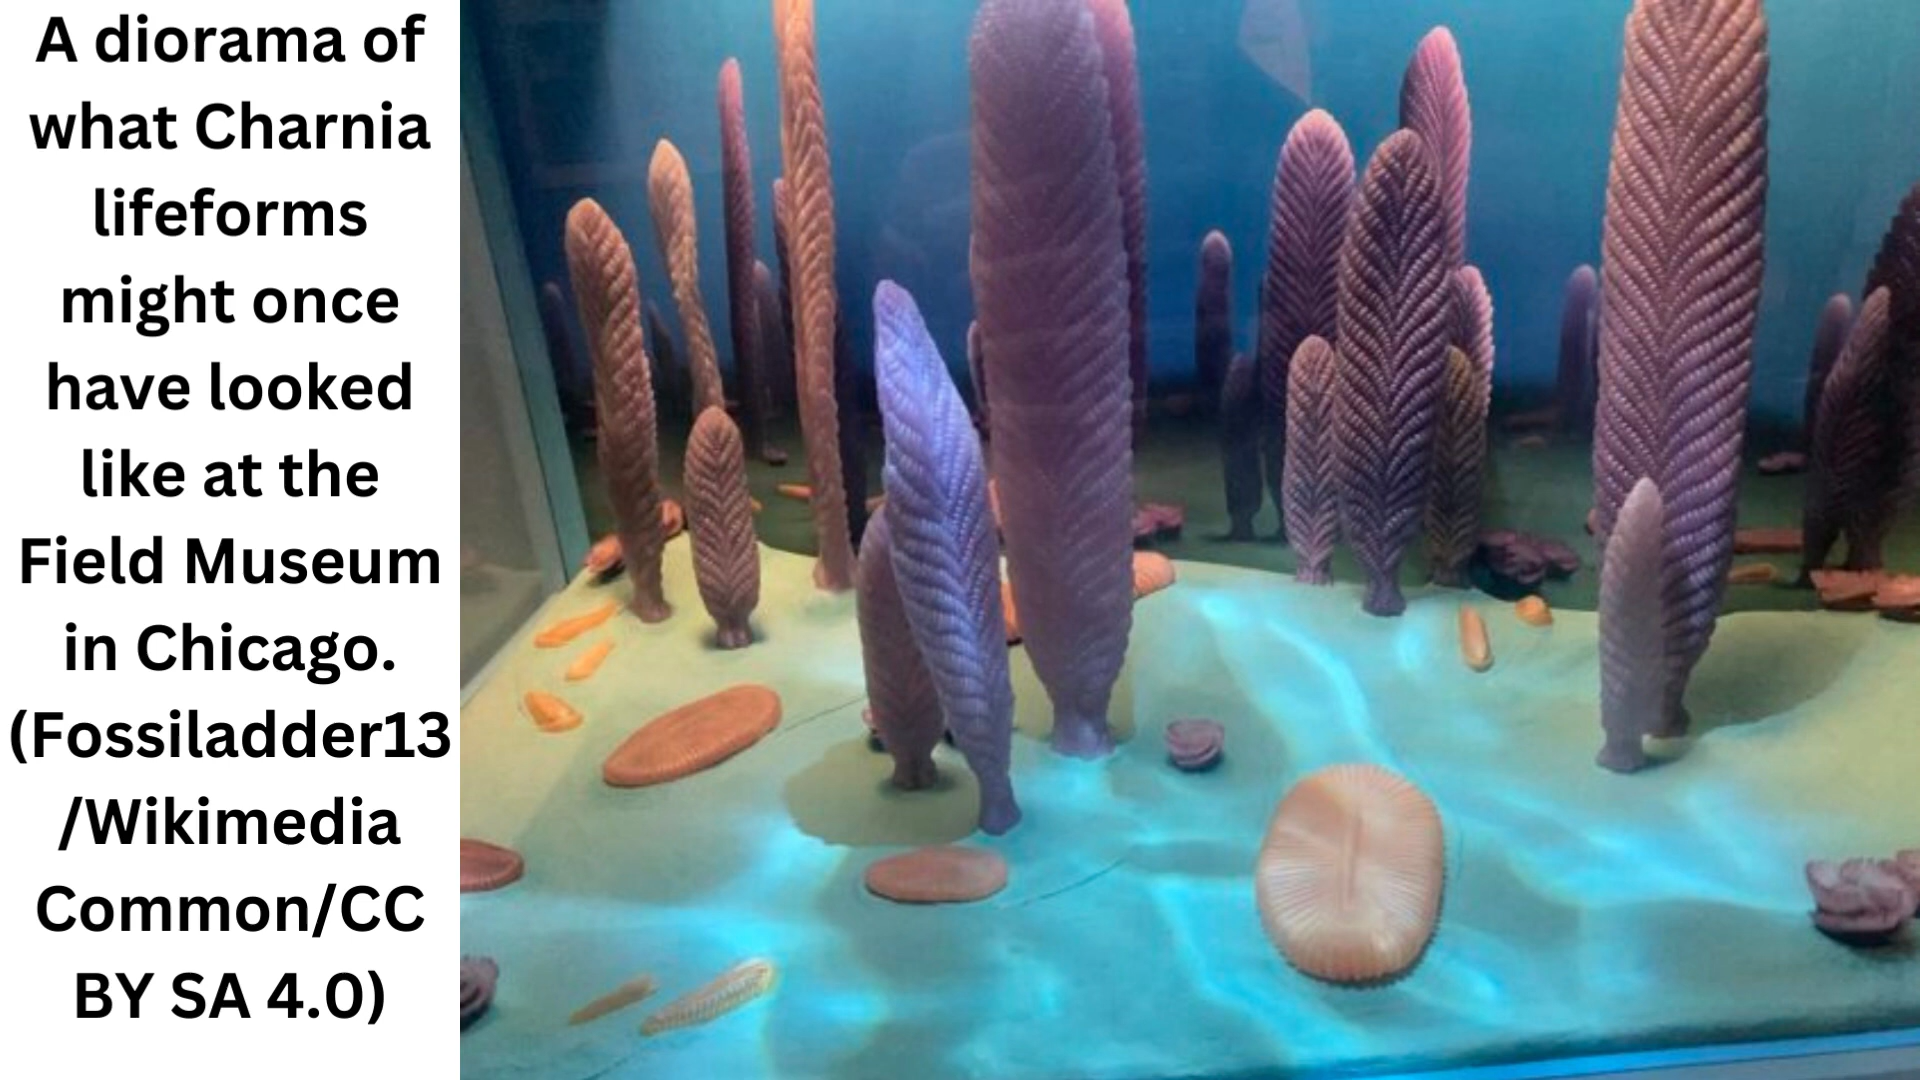 A diorama of
what Charnia
lifeforms
might once
have looked
like at the
Field Museum
in Chicago.
(Fossiladder13
/Wikimedia
Common/CC
BY SA 4.0)